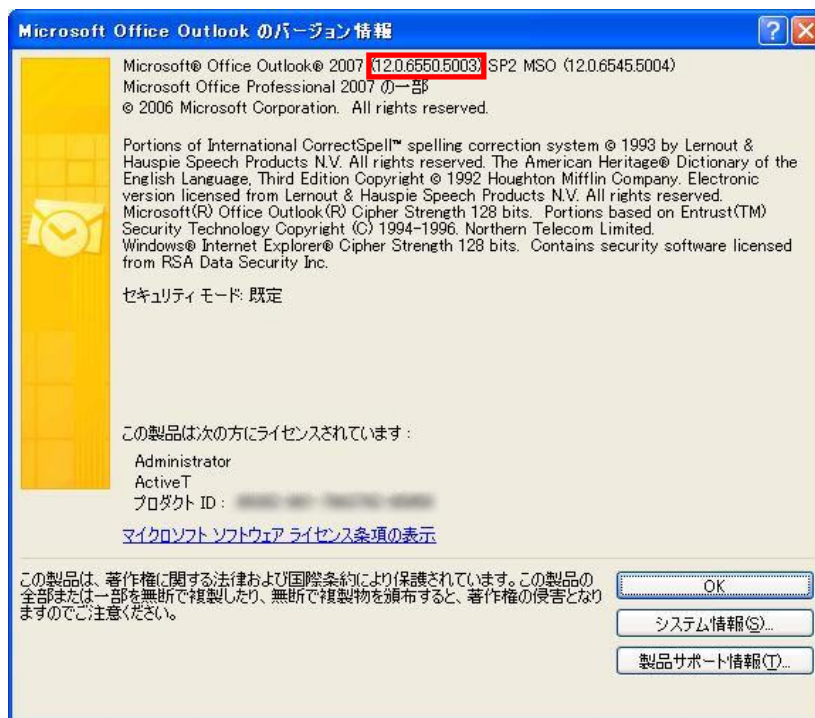 Microsoft Office Outlook のバージョン情報
Microsoft® Office Outlook® 2007 (12.0.6550.5003) SP2 MSO (12.0.6545.5004)
Microsoft Office Professional 2007 の一部
© 2006 Microsoft Corporation. All rights reserved.
Portions of International CorrectSpell™ spelling correction system © 1993 by Lernout &
Hauspie Speech Products N.V. All rights reserved. The American Heritage® Dictionary of the
English Language, Third Edition Copyright © 1992 Houghton Mifflin Company. Electronic
version licensed from Lernout & Hauspie Speech Products N.V. All rights reserved.
Microsoft(R) Office Outlook(R) Cipher Strength 128 bits. Portions based on Entrust(TM)
Security Technology Copyright (C) 1994-1996. Northern Telecom Limited.
Windows® Internet Explorer® Cipher Strength 128 bits. Contains security software licensed
from RSA Data Security Inc.
セキュリティ モード: 既定
この製品は次の方にライセンスされています:
Administrator
ActiveT
プロダクト ID :
マイクロソフト ソフトウェア ライセンス条項の表示
この製品は、著作権に関する法律および国際条約により保護されています。この製品の
全部または一部を無断で複製したり、無断で複製物を頒布すると、著作権の侵害となり
ますのでご注意ください。
OK
システム情報(S)...
製品サポート情報(T)...